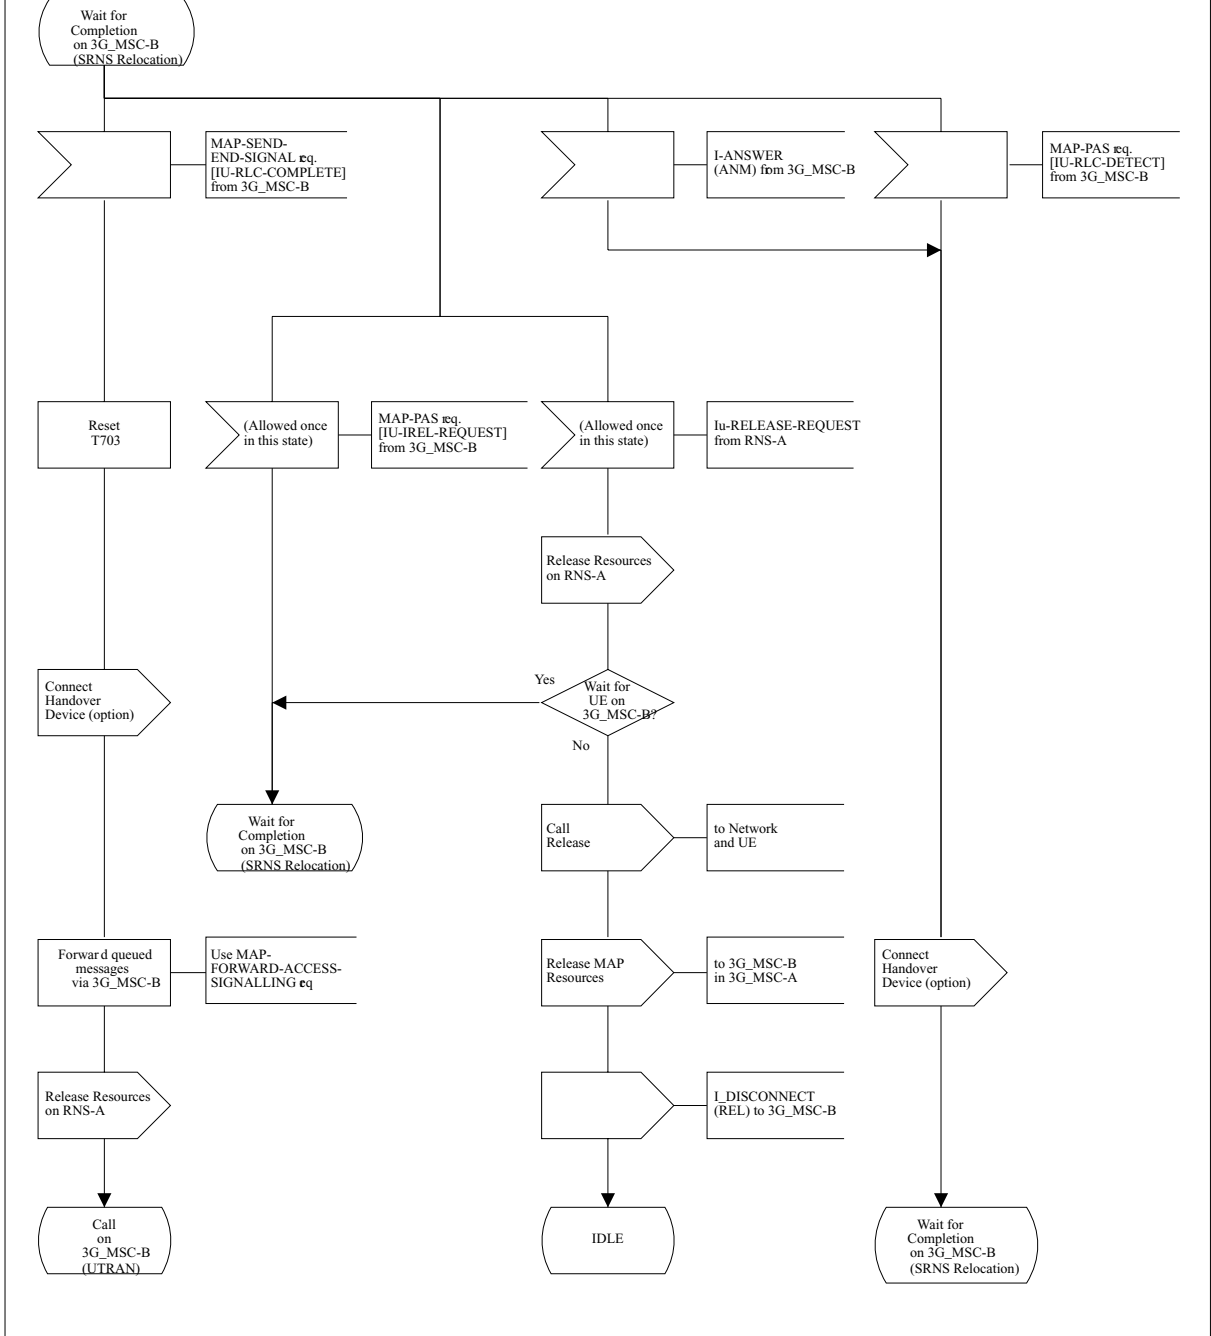 Wait for
Completion
on 3G_MSC-B
(SRNS Relocation)
MAP-SEND-
END-SIGNAL req.
[IU-RLC-COMPLETE]
from 3G_MSC-B
I-ANSWER
(ANM) from 3G_MSC-B
MAP-PAS req.
[IU-RLC-DETECT]
from 3G_MSC-B
Reset
T703
(Allowed once
in this state)
MAP-PAS req.
[IU-IREL-REQUEST]
from 3G_MSC-B
(Allowed once
in this state)
Iu-RELEASE-REQUEST
from RNS-A
Release Resources
on RNS-A
Connect
Handover
Device (option)
Yes
Wait for
UE on
3G_MSC-B?
No
Wait for
Completion
on 3G_MSC-B
(SRNS Relocation)
Call
Release
to Network
and UE
Forward queued
messages
via 3G_MSC-B
Use MAP-
FORWARD-ACCESS-
SIGNALLING req
Release MAP
Resources
to 3G_MSC-B
in 3G_MSC-A
Connect
Handover
Device (option)
Release Resources
on RNS-A
I_DISCONNECT
(REL) to 3G_MSC-B
Call
on
3G_MSC-B
(UTRAN)
IDLE
Wait for
Completion
on 3G_MSC-B
(SRNS Relocation)